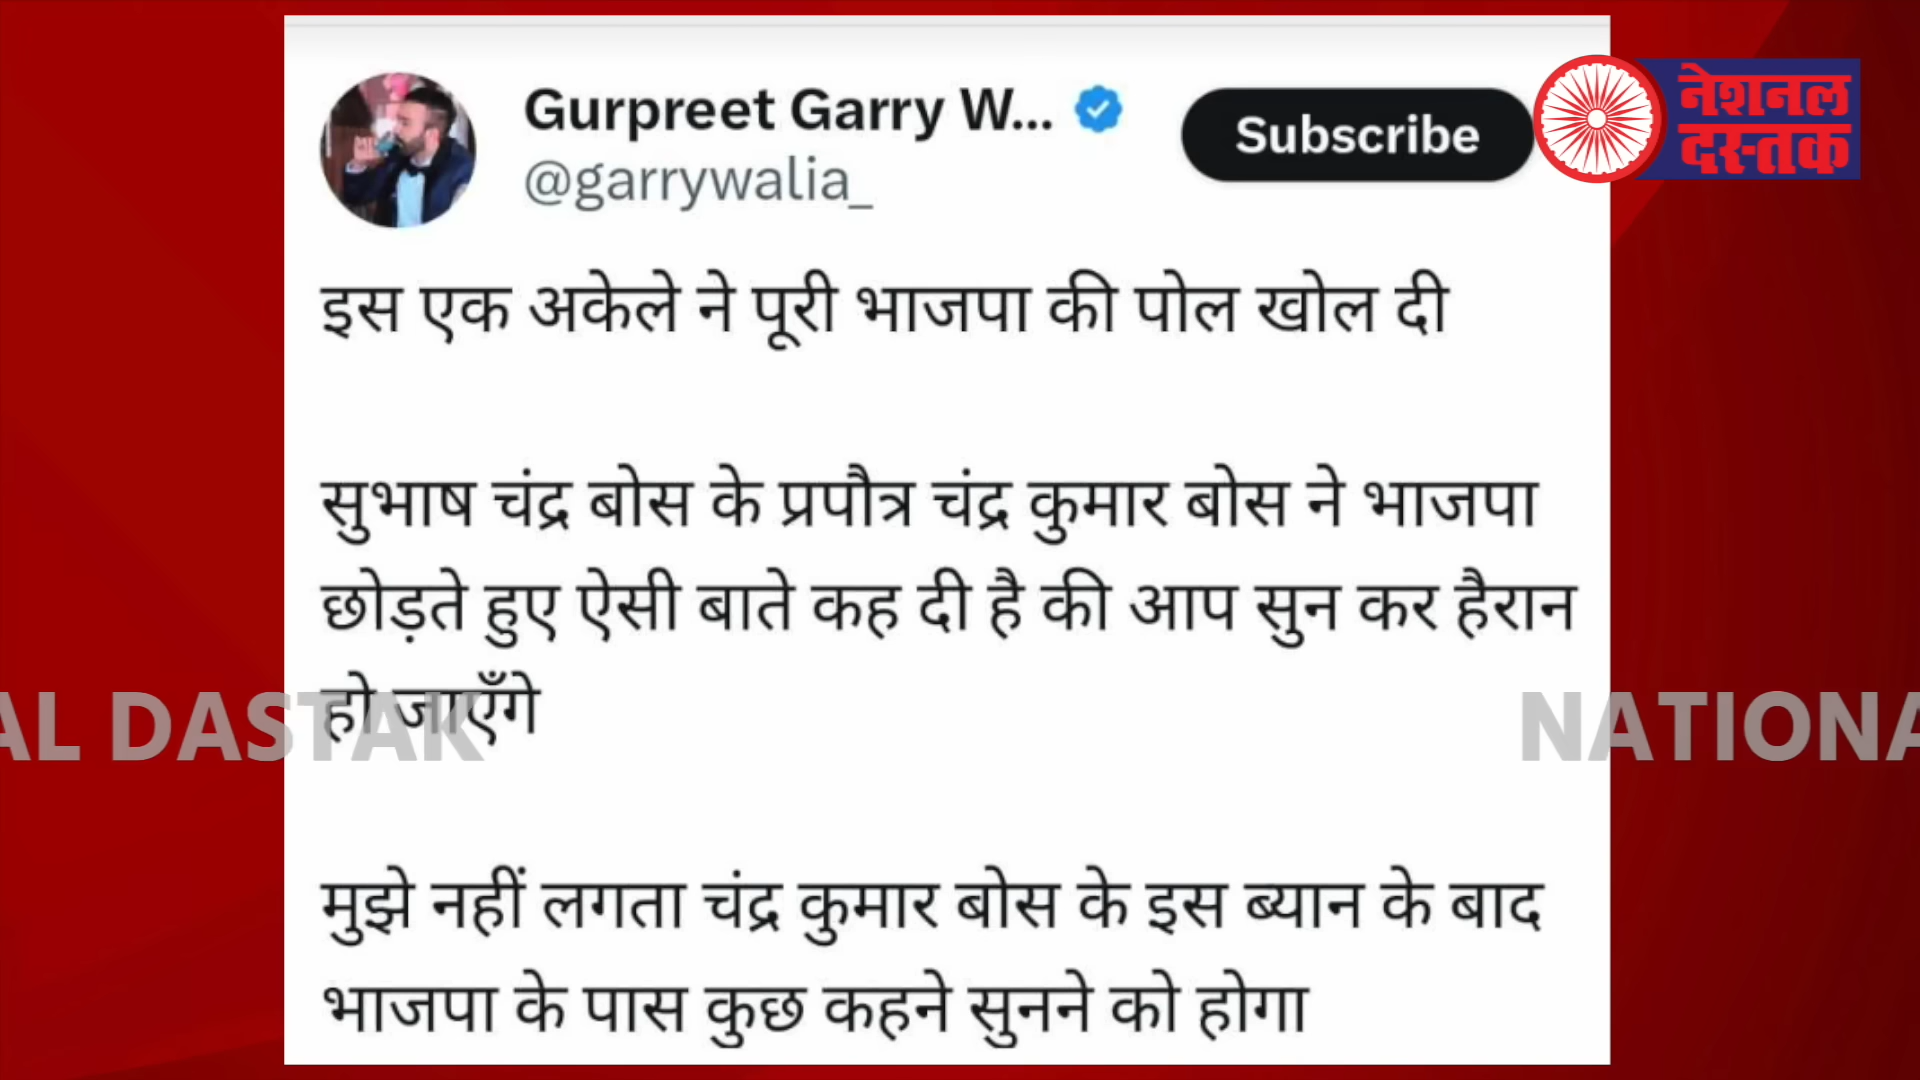 Gurpreet Garry W...
@garrywalia_
Subscribe
नेशनल
दस्तक
इस एक अकेले ने पूरी भाजपा की पोल खोल दी
सुभाष चंद्र बोस के प्रपौत्र चंद्र कुमार बोस ने भाजपा
छोड़ते हुए ऐसी बाते कह दी है की आप सुन कर हैरान
हो जाएँगे
AL DASTAK
NATIONA
मुझे नहीं लगता चंद्र कुमार बोस के इस ब्यान के बाद
भाजपा के पास कुछ कहने सुनने को होगा